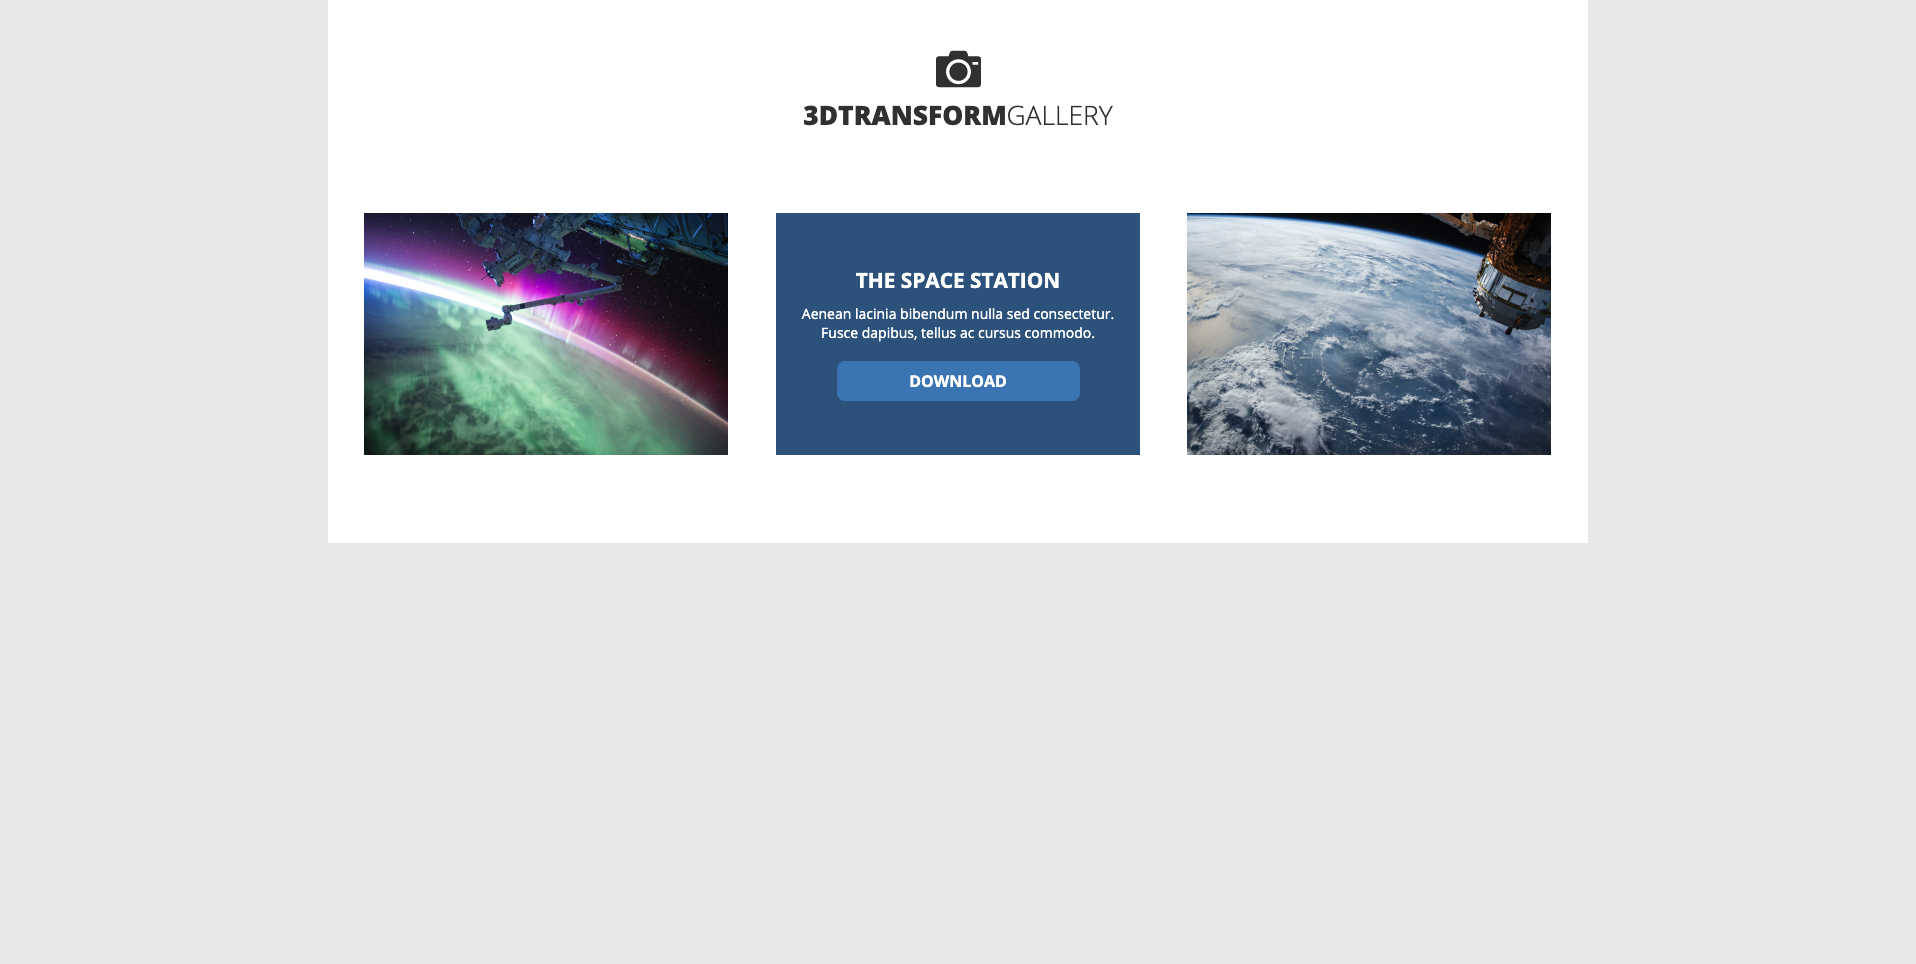 3DTRANSFORMGALLERY
THE SPACE STATION
Aenean lacinia bibendum nulla sed consectetur.
Fusce dapibus, tellus ac cursus commodo.
DOWNLOAD